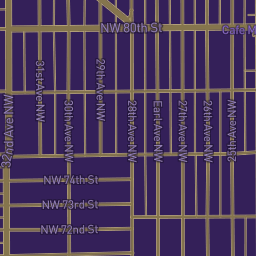 NW 80th St
Cafe N
32nd Ave NW
31st Ave NW
30th Ave NW
29th Ave NW
28th Ave NW
Earl Ave NW
27th Ave NW
26th Ave NW
25th Ave NW
NW 74th St
NW 73rd St
NW 72nd St